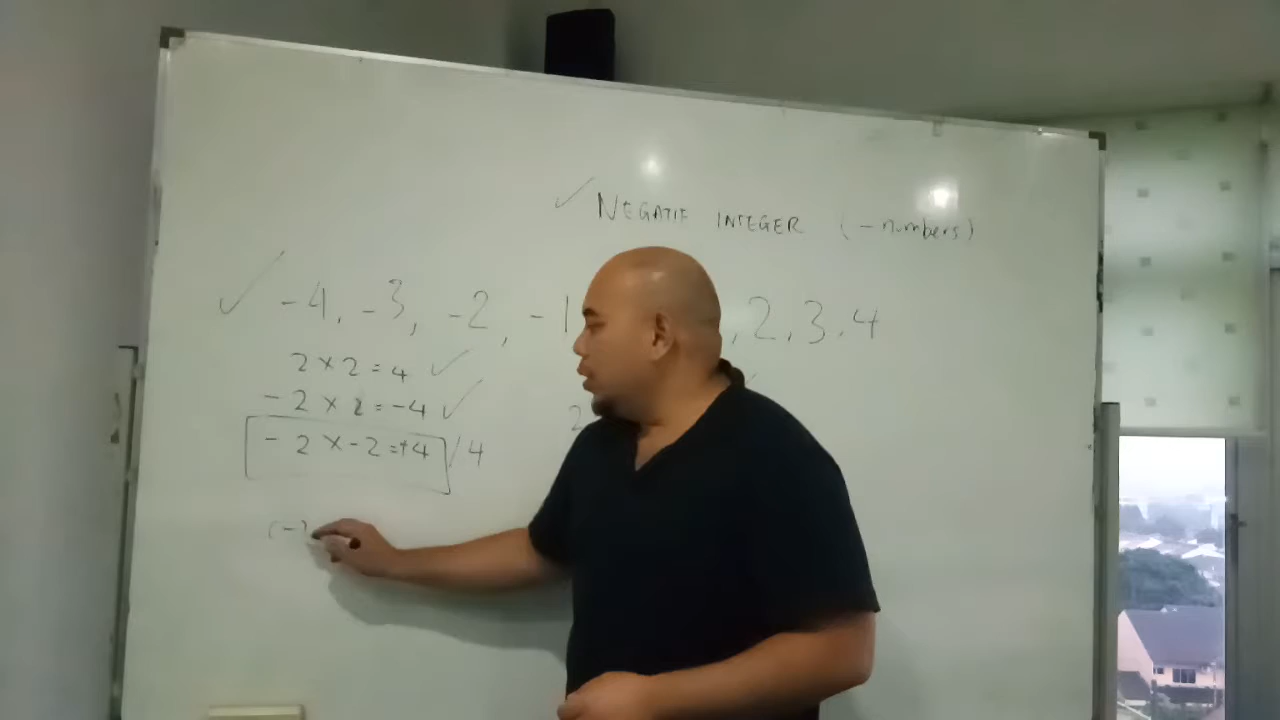 ✓ NEGATIF INTEGER (-numbers)
✓ -4, -3, -2, -1 , 2, 3, 4
2 × 2 = 4 ✓
-2 × 2 = -4 ✓ 2
-2 × -2 = +4 / 4
(-)